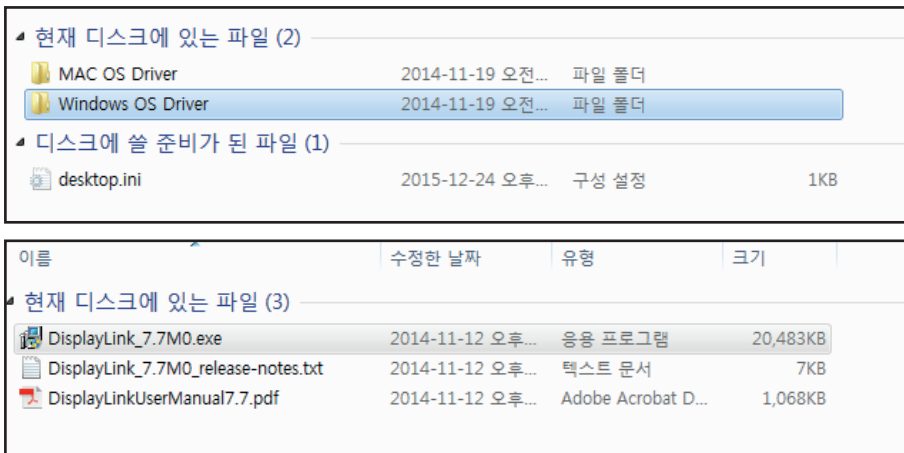 현재 디스크에 있는 파일 (2)
MAC OS Driver 2014-11-19 오전... 파일 폴더
Windows OS Driver 2014-11-19 오전... 파일 폴더
디스크에 쓸 준비가 된 파일 (1)
desktop.ini 2015-12-24 오후... 구성 설정 1KB
이름 수정한 날짜 유형 크기
현재 디스크에 있는 파일 (3)
DisplayLink_7.7M0.exe 2014-11-12 오후... 응용 프로그램 20,483KB
DisplayLink_7.7M0_release-notes.txt 2014-11-12 오후... 텍스트 문서 7KB
DisplayLinkUserManual7.7.pdf 2014-11-12 오후... Adobe Acrobat D... 1,068KB